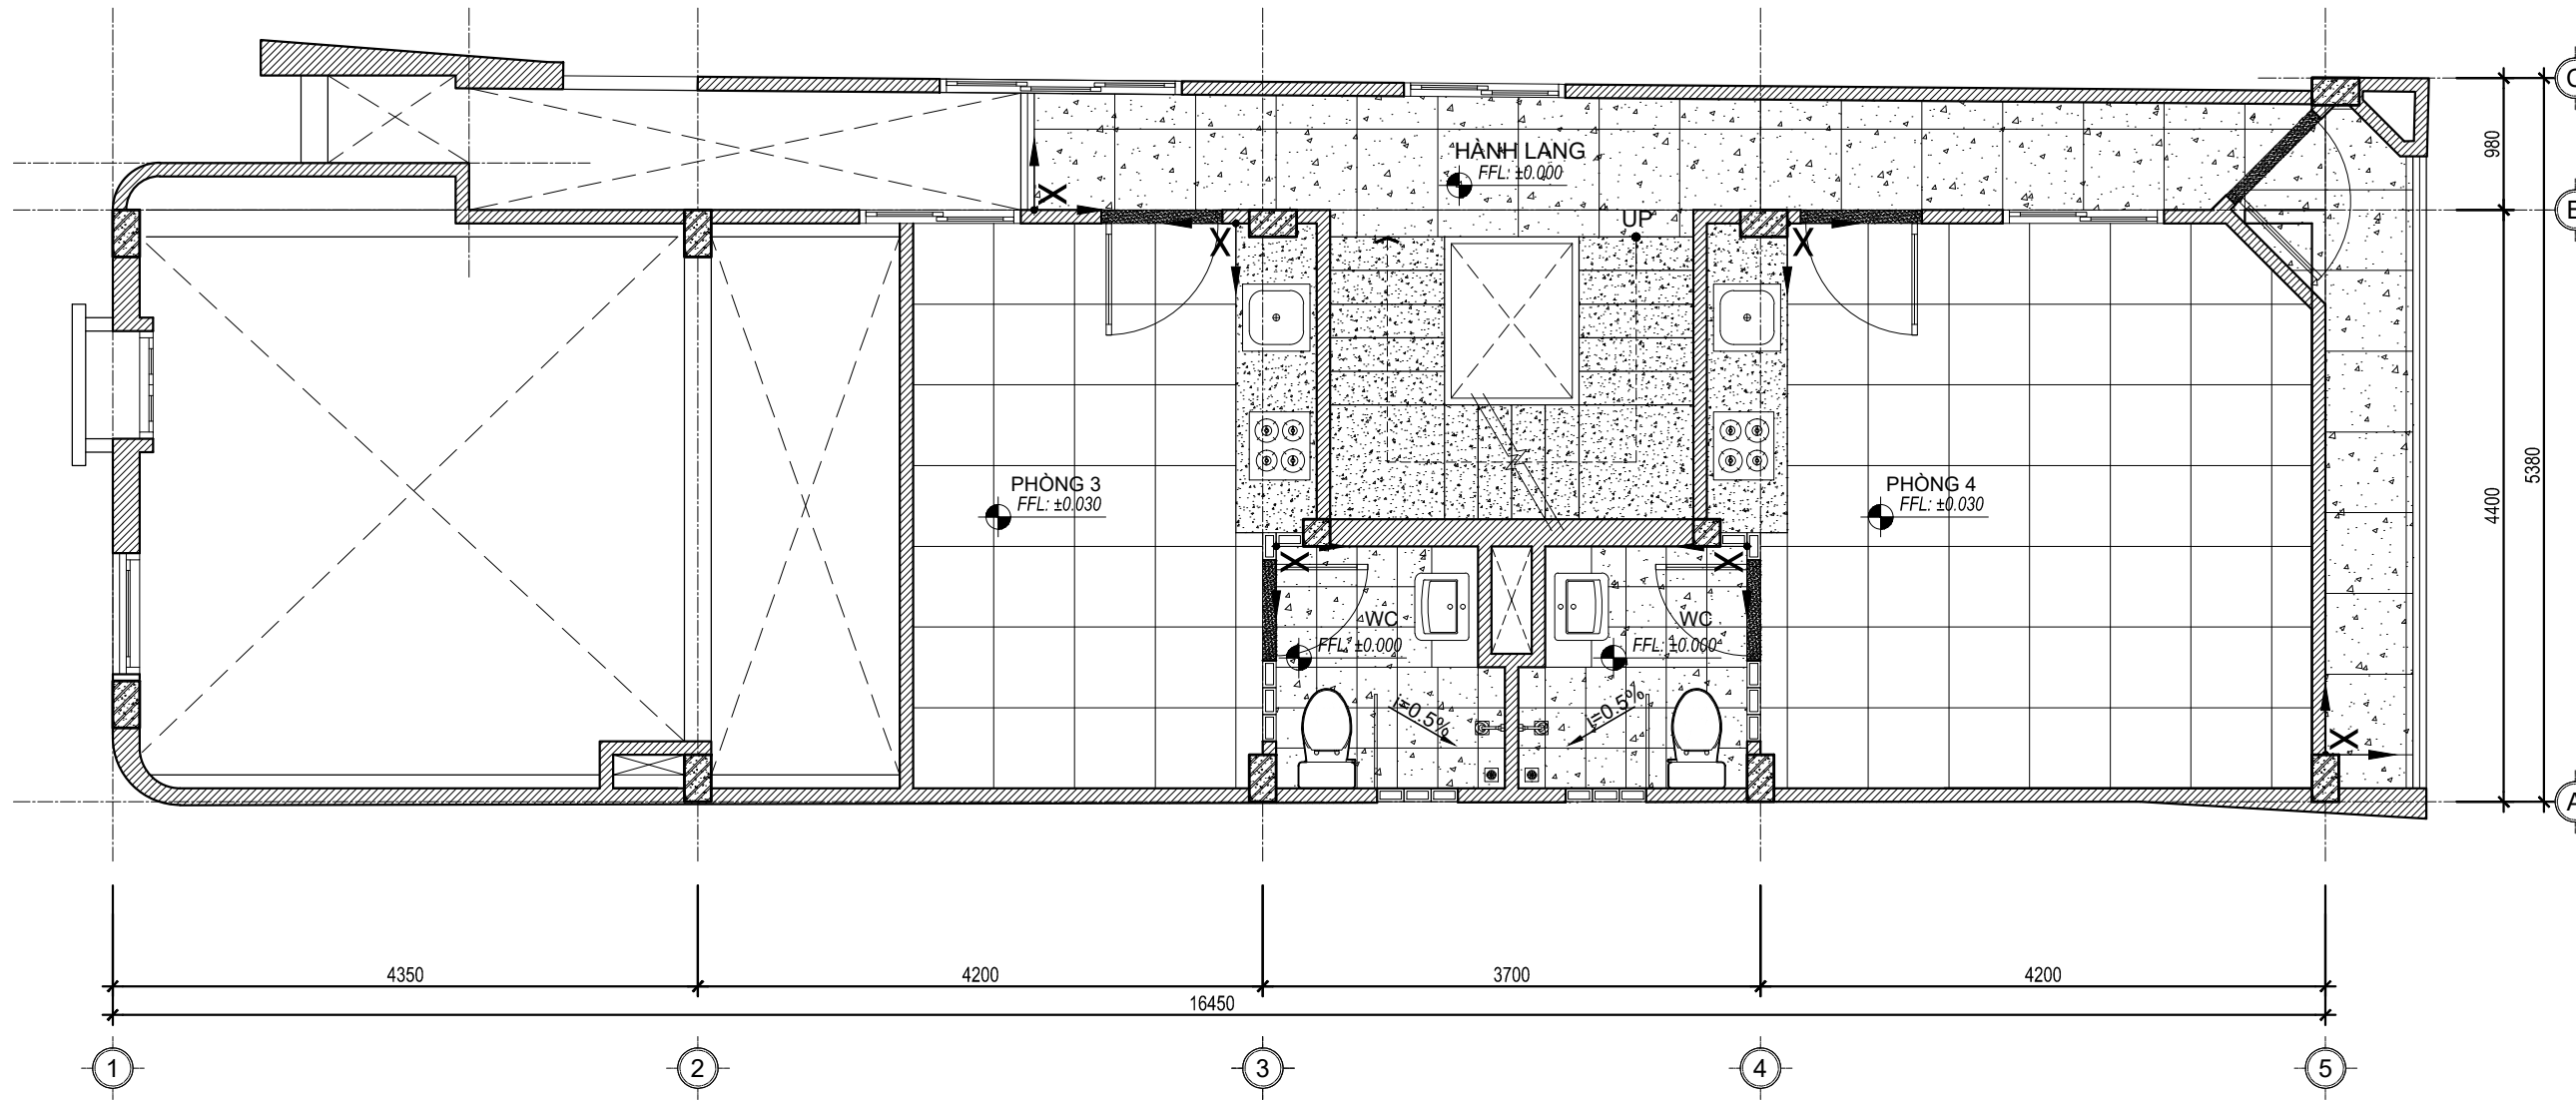 C
HÀNH LANG
FFL: ±0.000
980
X
UP
B
X
X
5380
PHÒNG 3
FFL: ±0.030
PHÒNG 4
FFL: ±0.030
4400
X
X
WC
FFL: ±0.000
WC
FFL: ±0.000
i=0.5%
i=0.5%
X
A
4350
4200
3700
4200
16450
1
2
3
4
5